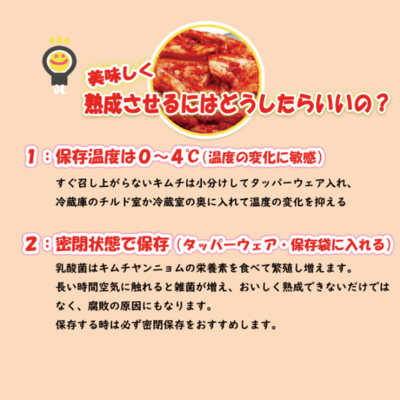 美味しく
熟成させるにはどうしたらいいの？
1：保存温度は0～4℃(温度の変化に敏感)
すぐ召し上がらないキムチは小分けしてタッパーウェア入れ、
冷蔵庫のチルド室か冷蔵室の奥に入れて温度の変化を抑える
2：密閉状態で保存(タッパーウェア・保存袋に入れる)
乳酸菌はキムチヤンニョムの栄養素を食べて繁殖し増えます。
長い時間空気に触れると雑菌が増え、おいしく熟成できないだけでは
なく、腐敗の原因にもなります。
保存する時は必ず密閉保存をおすすめします。